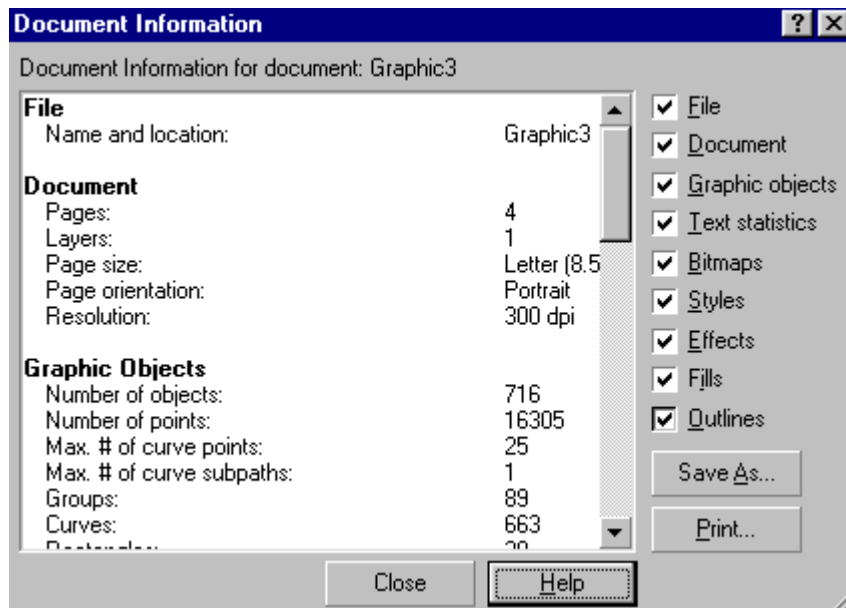 Document Information
Document Information for document: Graphic3
File
Name and location: Graphic3
Document
Pages: 4
Layers: 1
Page size: Letter (8.5
Page orientation: Portrait
Resolution: 300 dpi
Graphic Objects
Number of objects: 716
Number of points: 16305
Max. # of curve points: 25
Max. # of curve subpaths: 1
Groups: 89
Curves: 663
File
Document
Graphic objects
Text statistics
Bitmaps
Styles
Effects
Fills
Outlines
Save As...
Print...
Close Help